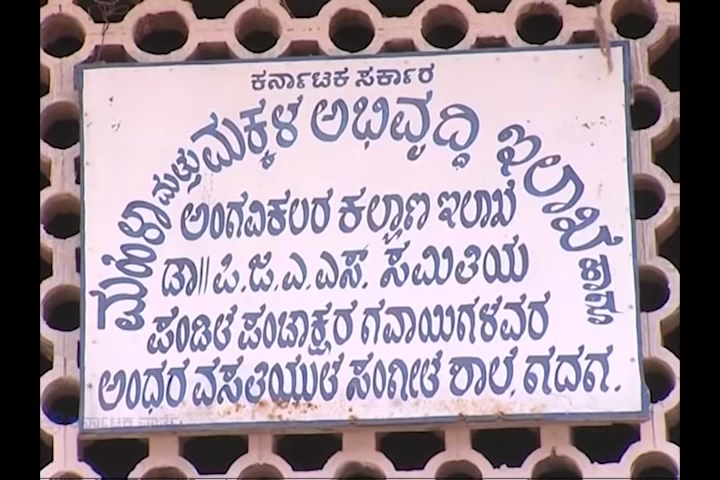 ಕರ್ನಾಟಕ ಸರ್ಕಾರ
ಮಹಿಳಾ ಮತ್ತು ಮಕ್ಕಳ ಅಭಿವೃದ್ಧಿ ಇಲಾಖೆ ಹಾಗೂ
ಅಂಗವಿಕಲರ ಕಲ್ಯಾಣ ಇಲಾಖೆ
ಡಾ|| ಪಿ.ಜಿ.ಎ.ಎಸ್. ಸಮಿತಿಯ
ಪಂಡಿತ ಪಂಚಾಕ್ಷರ ಗವಾಯಿಗಳವರ
ಅಂಧರ ವಸತಿಯುತ ಸಂಗೀತ ಶಾಲೆ, ಗದಗ.